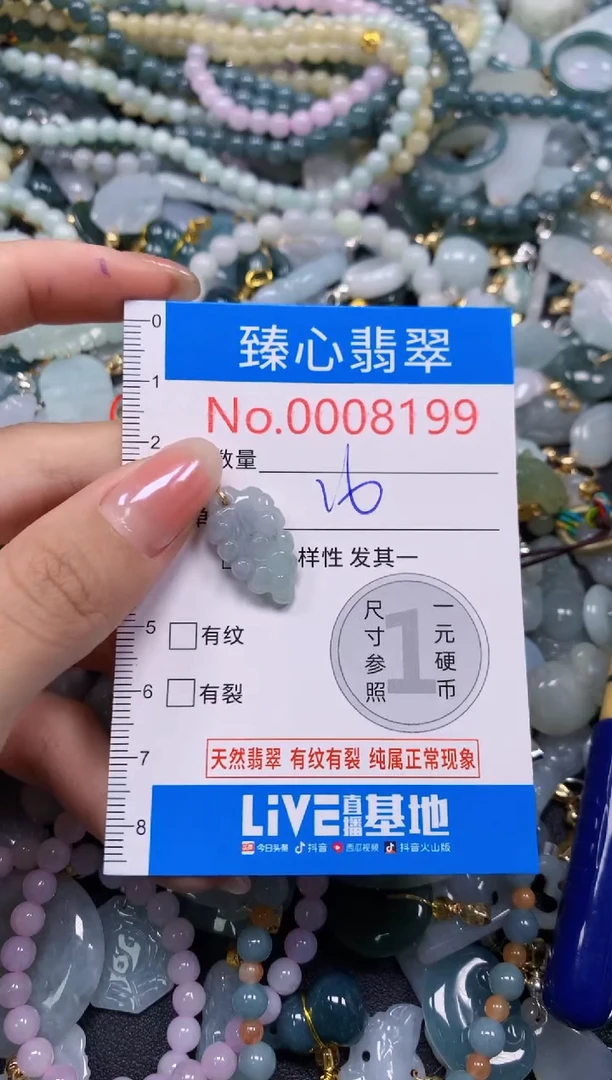 臻心翡翠
No.0008199
数量
16
样性 发其一
尺寸参照
1
一元硬币
有纹
有裂
天然翡翠 有纹有裂 纯属正常现象
LiVE直播基地
今日头条 抖音 西瓜视频 抖音火山版
0
1
2
5
6
7
8